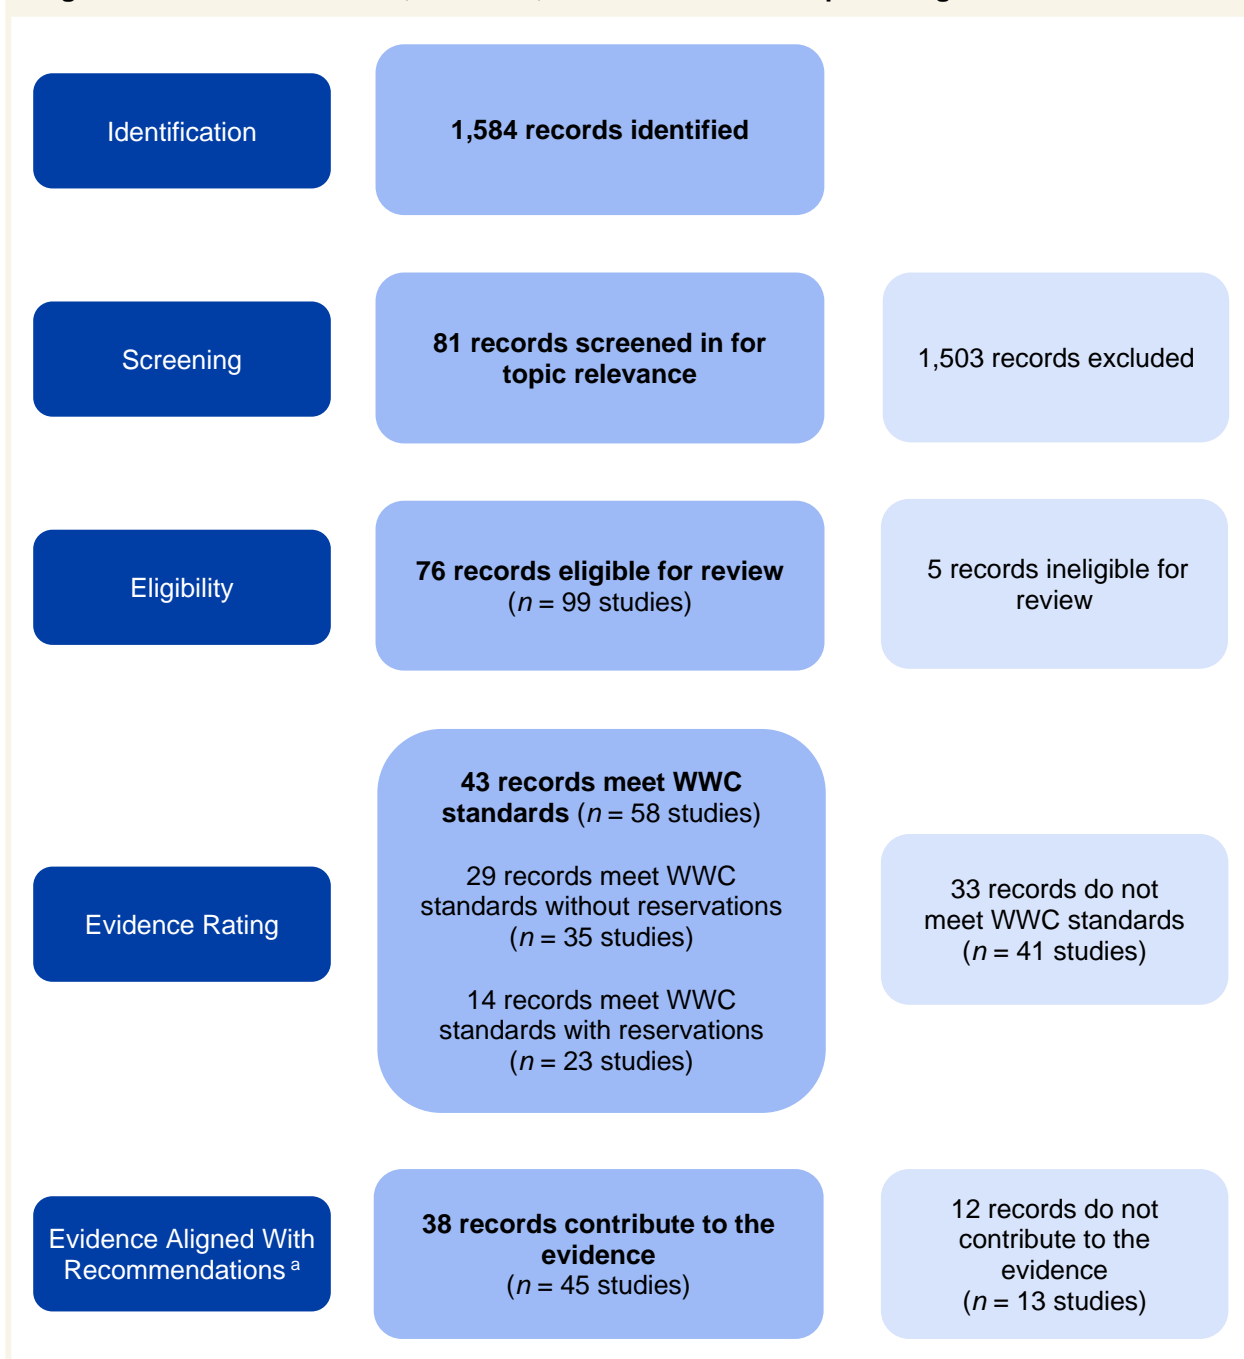 Identification
1,584 records identified
Screening
81 records screened in for
topic relevance
1,503 records excluded
Eligibility
76 records eligible for review
(n = 99 studies)
5 records ineligible for
review
Evidence Rating
43 records meet WWC
standards (n = 58 studies)
29 records meet WWC
standards without reservations
(n = 35 studies)
14 records meet WWC
standards with reservations
(n = 23 studies)
33 records do not
meet WWC standards
(n = 41 studies)
Evidence Aligned With
Recommendations a
38 records contribute to the
evidence
(n = 45 studies)
12 records do not
contribute to the
evidence
(n = 13 studies)